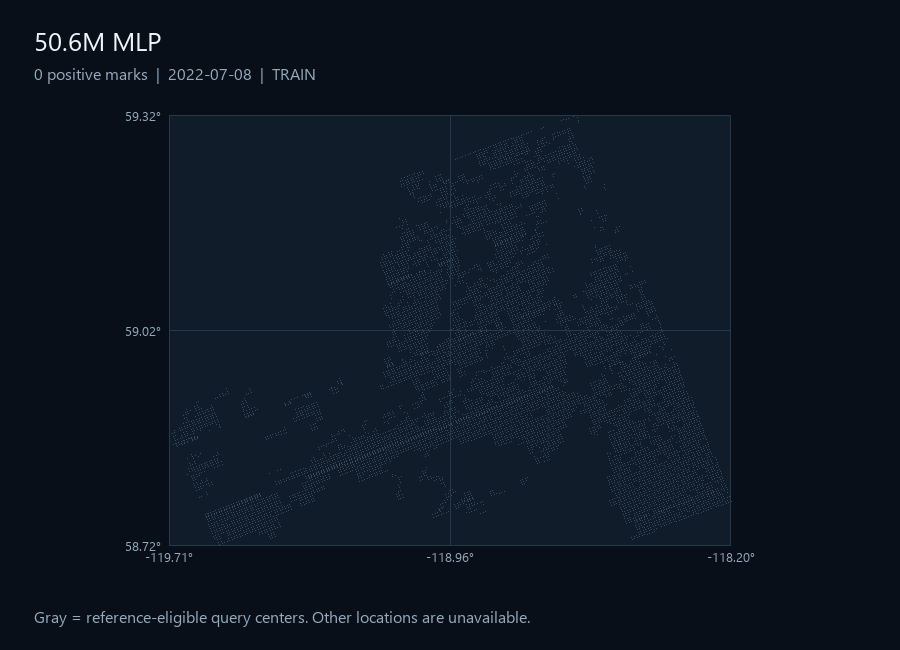 50.6M MLP
0 positive marks | 2022-07-08 | TRAIN
59.32°
59.02°
58.72°
-119.71°
-118.96°
-118.20°
Gray = reference-eligible query centers. Other locations are unavailable.